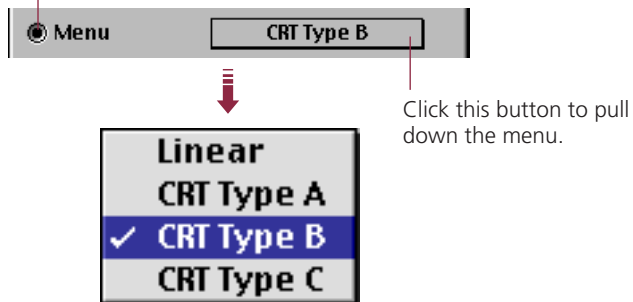 Menu CRT Type B
Click this button to pull
down the menu.
Linear
CRT Type A
✓ CRT Type B
CRT Type C